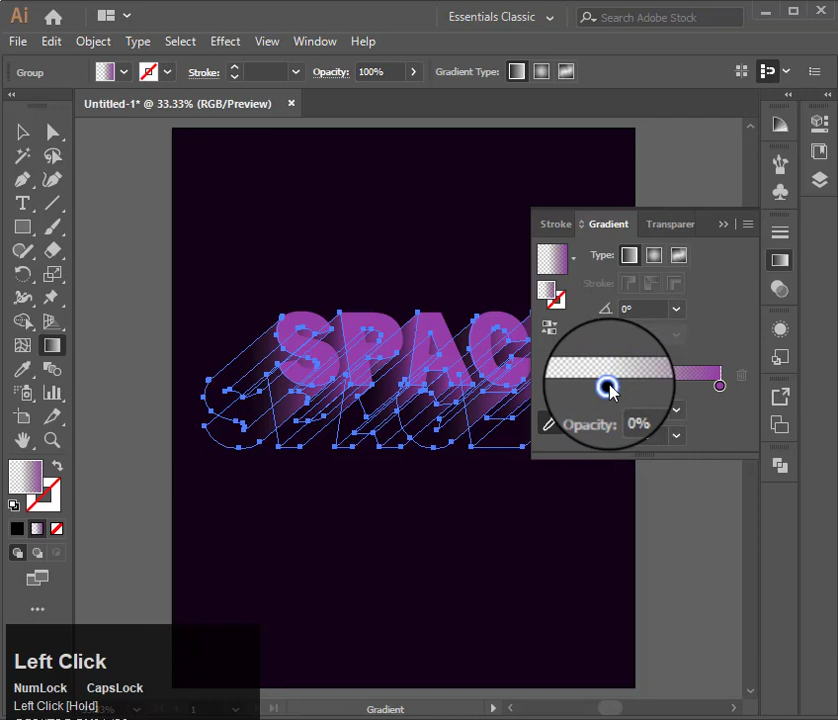 Ai
Essentials Classic
Search Adobe Stock
File Edit Object Type Select Effect View Window Help
Group
Stroke:
Opacity: 100%
Gradient Type:
Untitled-1* @ 33.33% (RGB/Preview)
Stroke Gradient Transparer
Type:
Stroke:
0°
SPAC
Opacity: 0%
Left Click
NumLock CapsLock
Left Click [Hold]
1
Gradient